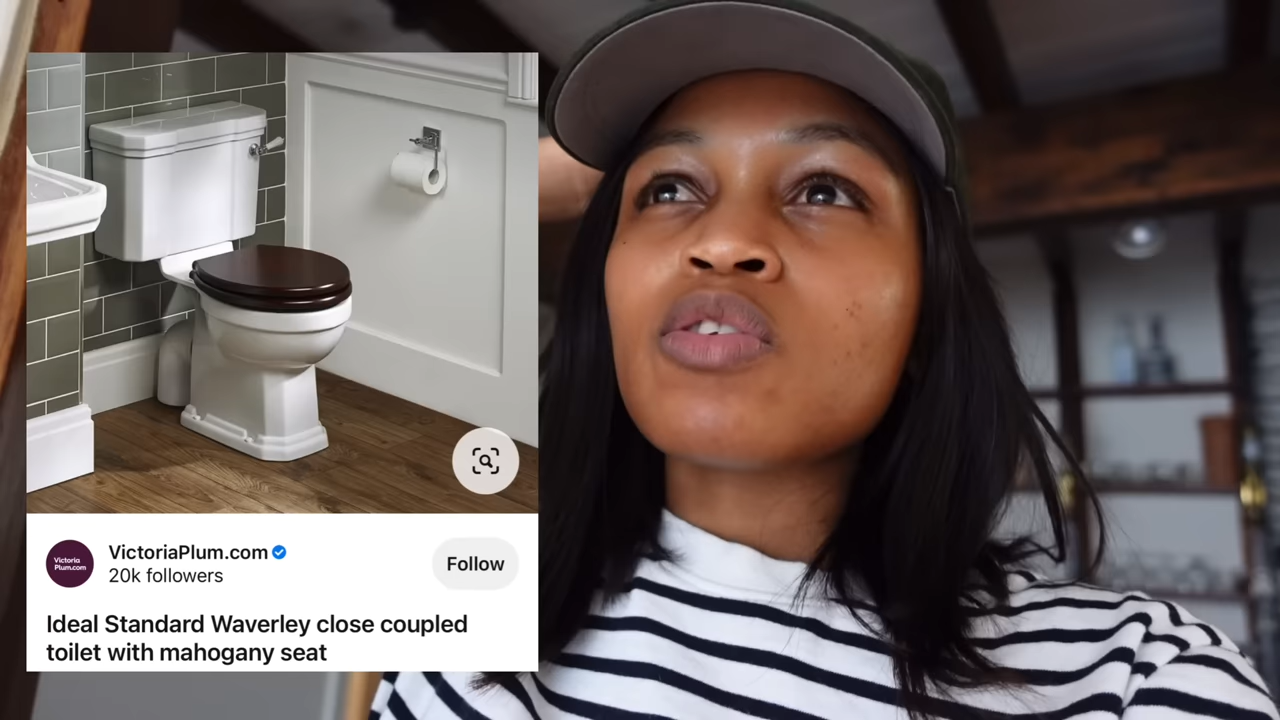 Victoria
Plum.com
VictoriaPlum.com
20k followers
Follow
Ideal Standard Waverley close coupled
toilet with mahogany seat